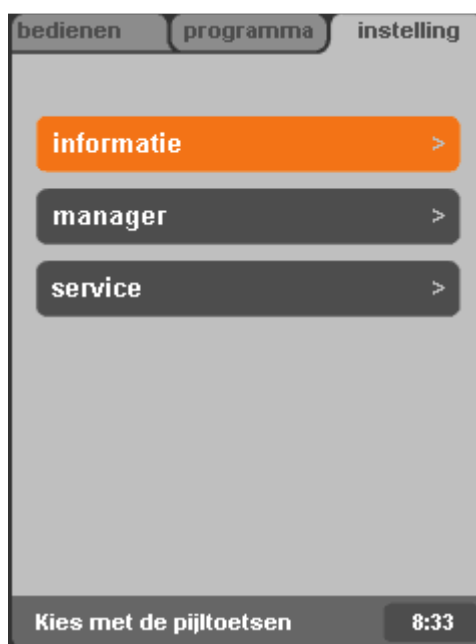 bedienen programma instelling
informatie >
manager >
service >
Kies met de pijltoetsen 8:33